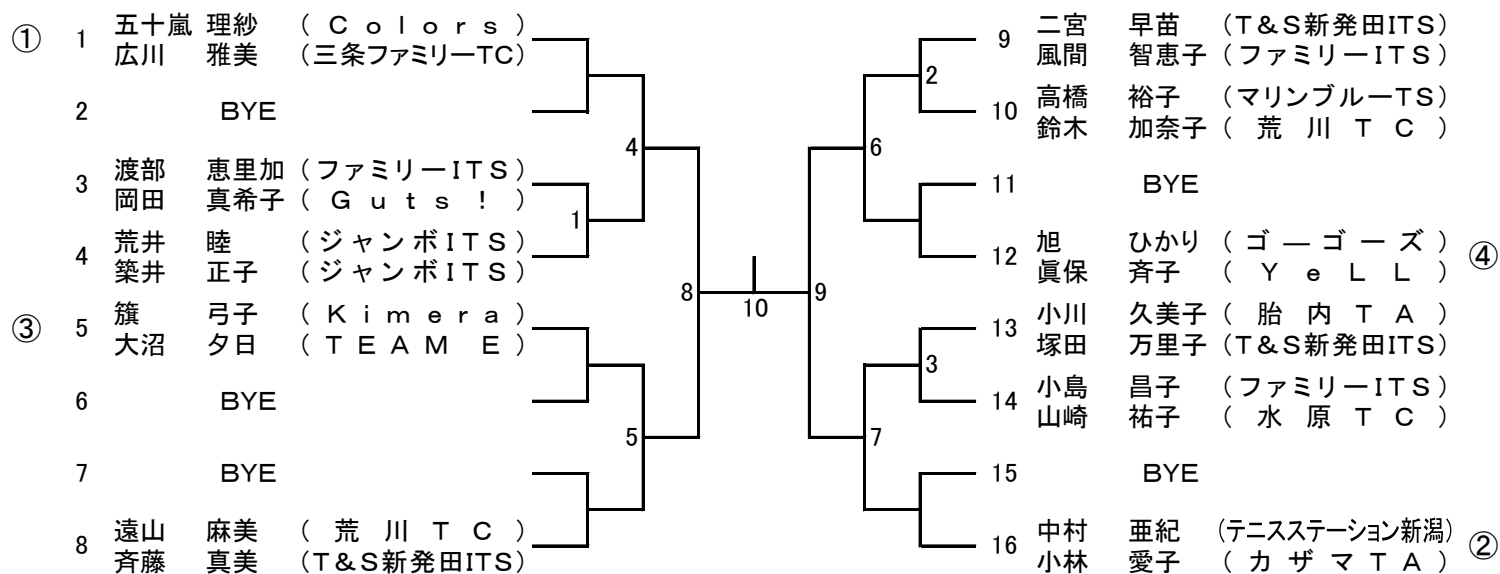 ① 1 五十嵐 理紗 (Colors)
広川 雅美 (三条ファミリーTC)
2 BYE
3 渡部 恵里加 (ファミリーITS)
岡田 真希子 (Guts!)
4 荒井 睦 (ジャンボITS)
築井 正子 (ジャンボITS)
③ 5 籏 弓子 (Kimera)
大沼 夕日 (TEAM E)
6 BYE
7 BYE
8 遠山 麻美 (荒川TC)
斉藤 真美 (T&S新発田ITS)
4
1
5
8
10
9
2
6
3
7
9 二宮 早苗 (T&S新発田ITS)
風間 智恵子 (ファミリーITS)
10 高橋 裕子 (マリンブルーTS)
鈴木 加奈子 (荒川TC)
11 BYE
12 旭 ひかり (ゴーゴーズ) ④
眞保 斉子 (YeLL)
13 小川 久美子 (胎内TA)
塚田 万里子 (T&S新発田ITS)
14 小島 昌子 (ファミリーITS)
山崎 祐子 (水原TC)
15 BYE
16 中村 亜紀 (テニスステーション新潟) ②
小林 愛子 (カザマTA)